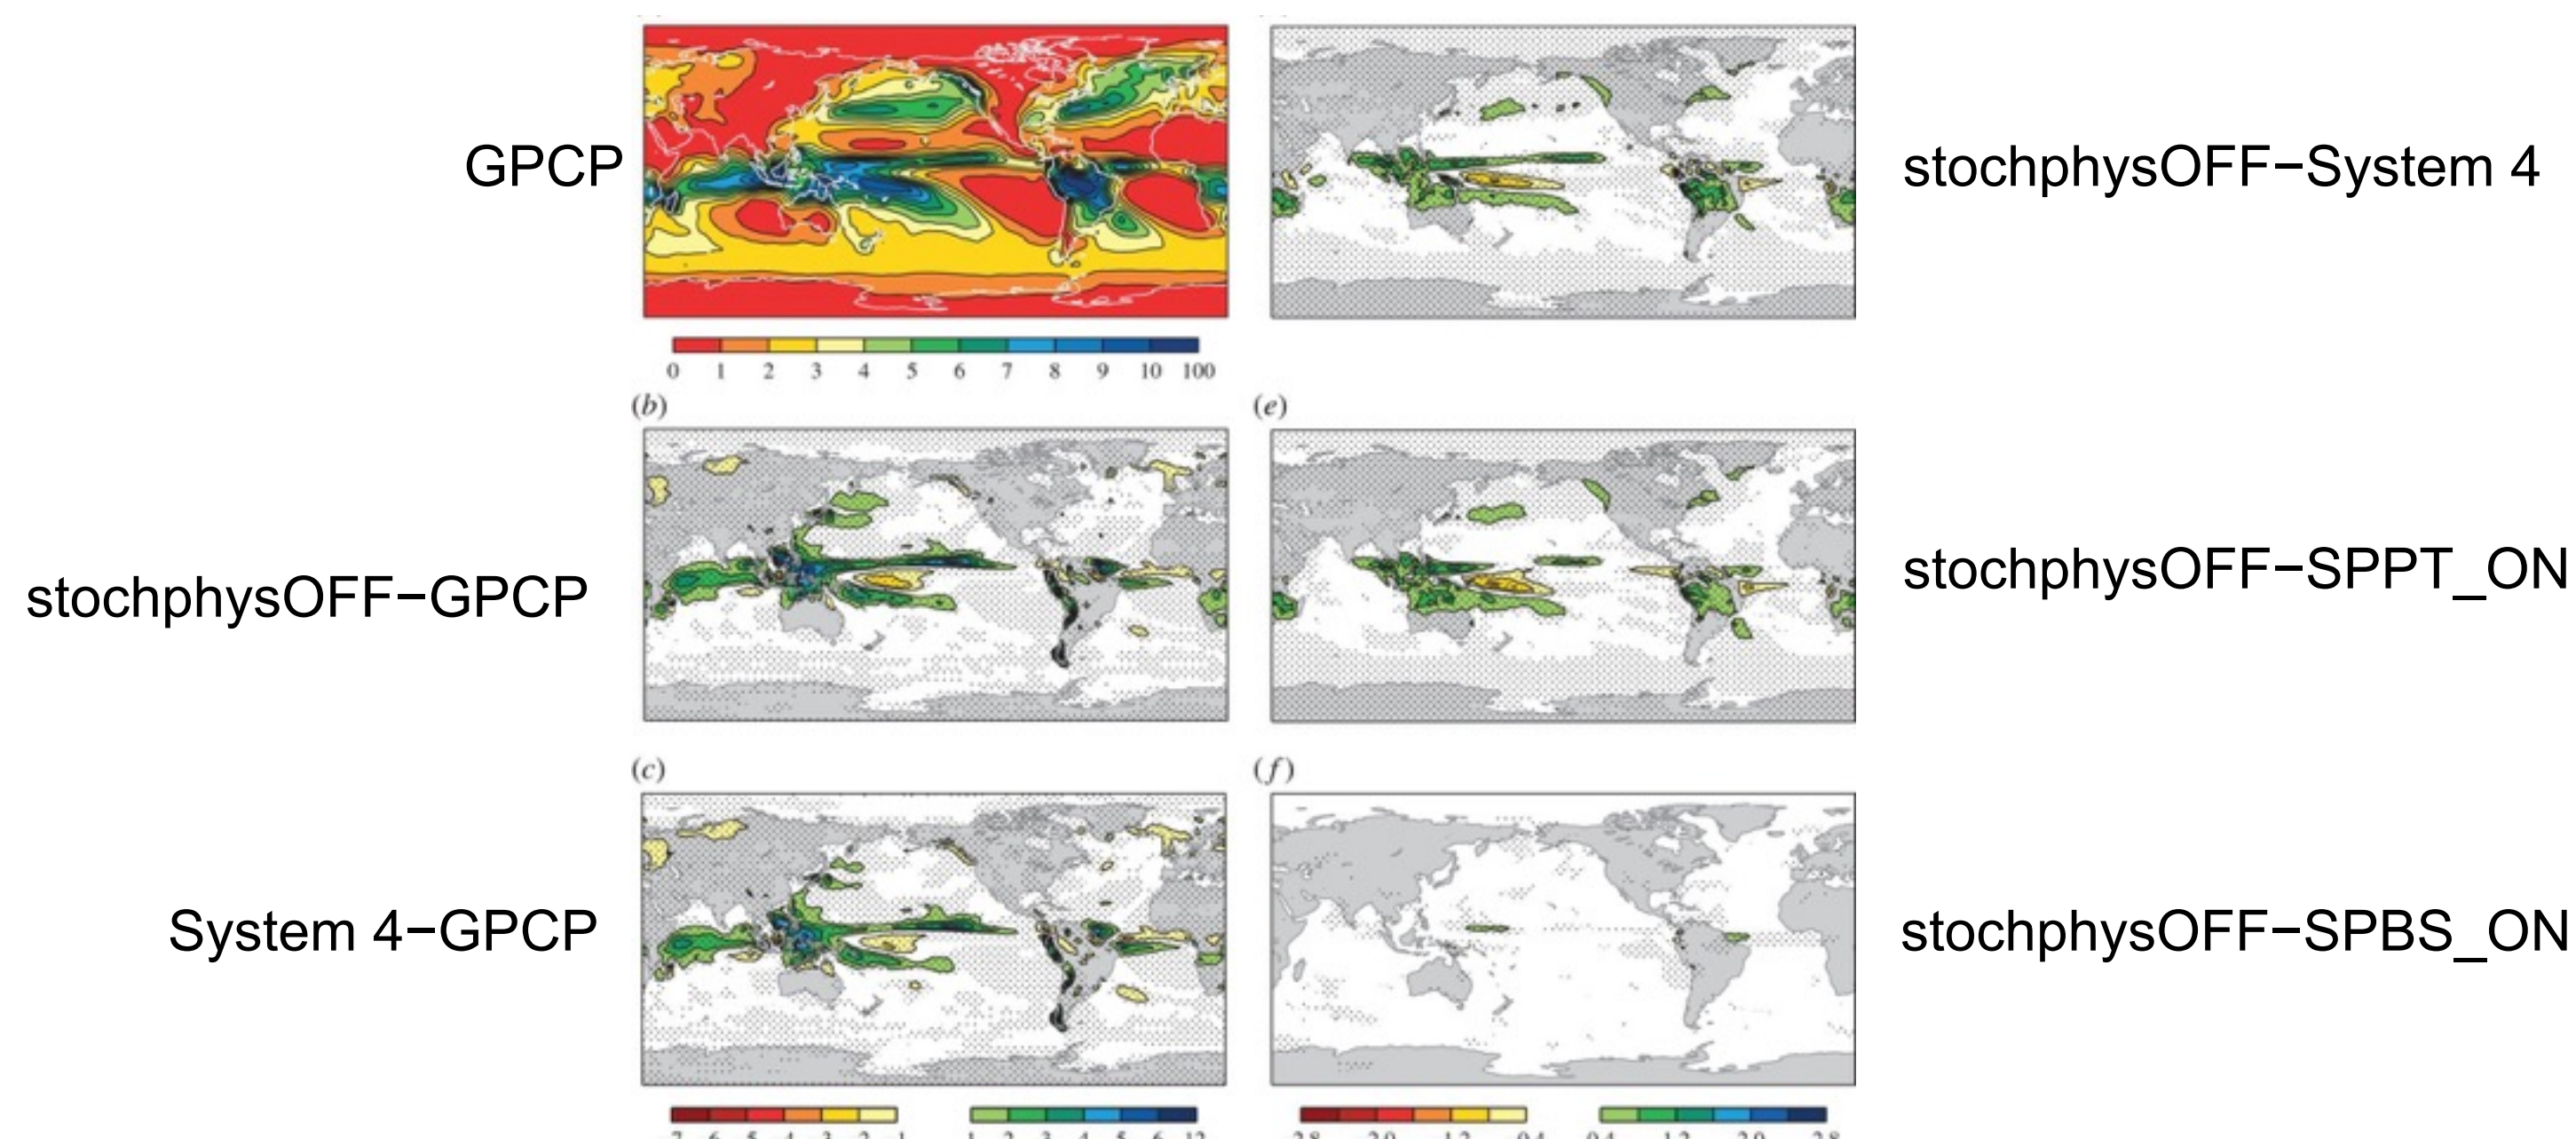 GPCP
stochphysOFF−System 4
0 1 2 3 4 5 6 7 8 9 10 100
(b)
(e)
stochphysOFF−GPCP
stochphysOFF−SPPT_ON
(c)
(f)
System 4−GPCP
stochphysOFF−SPBS_ON